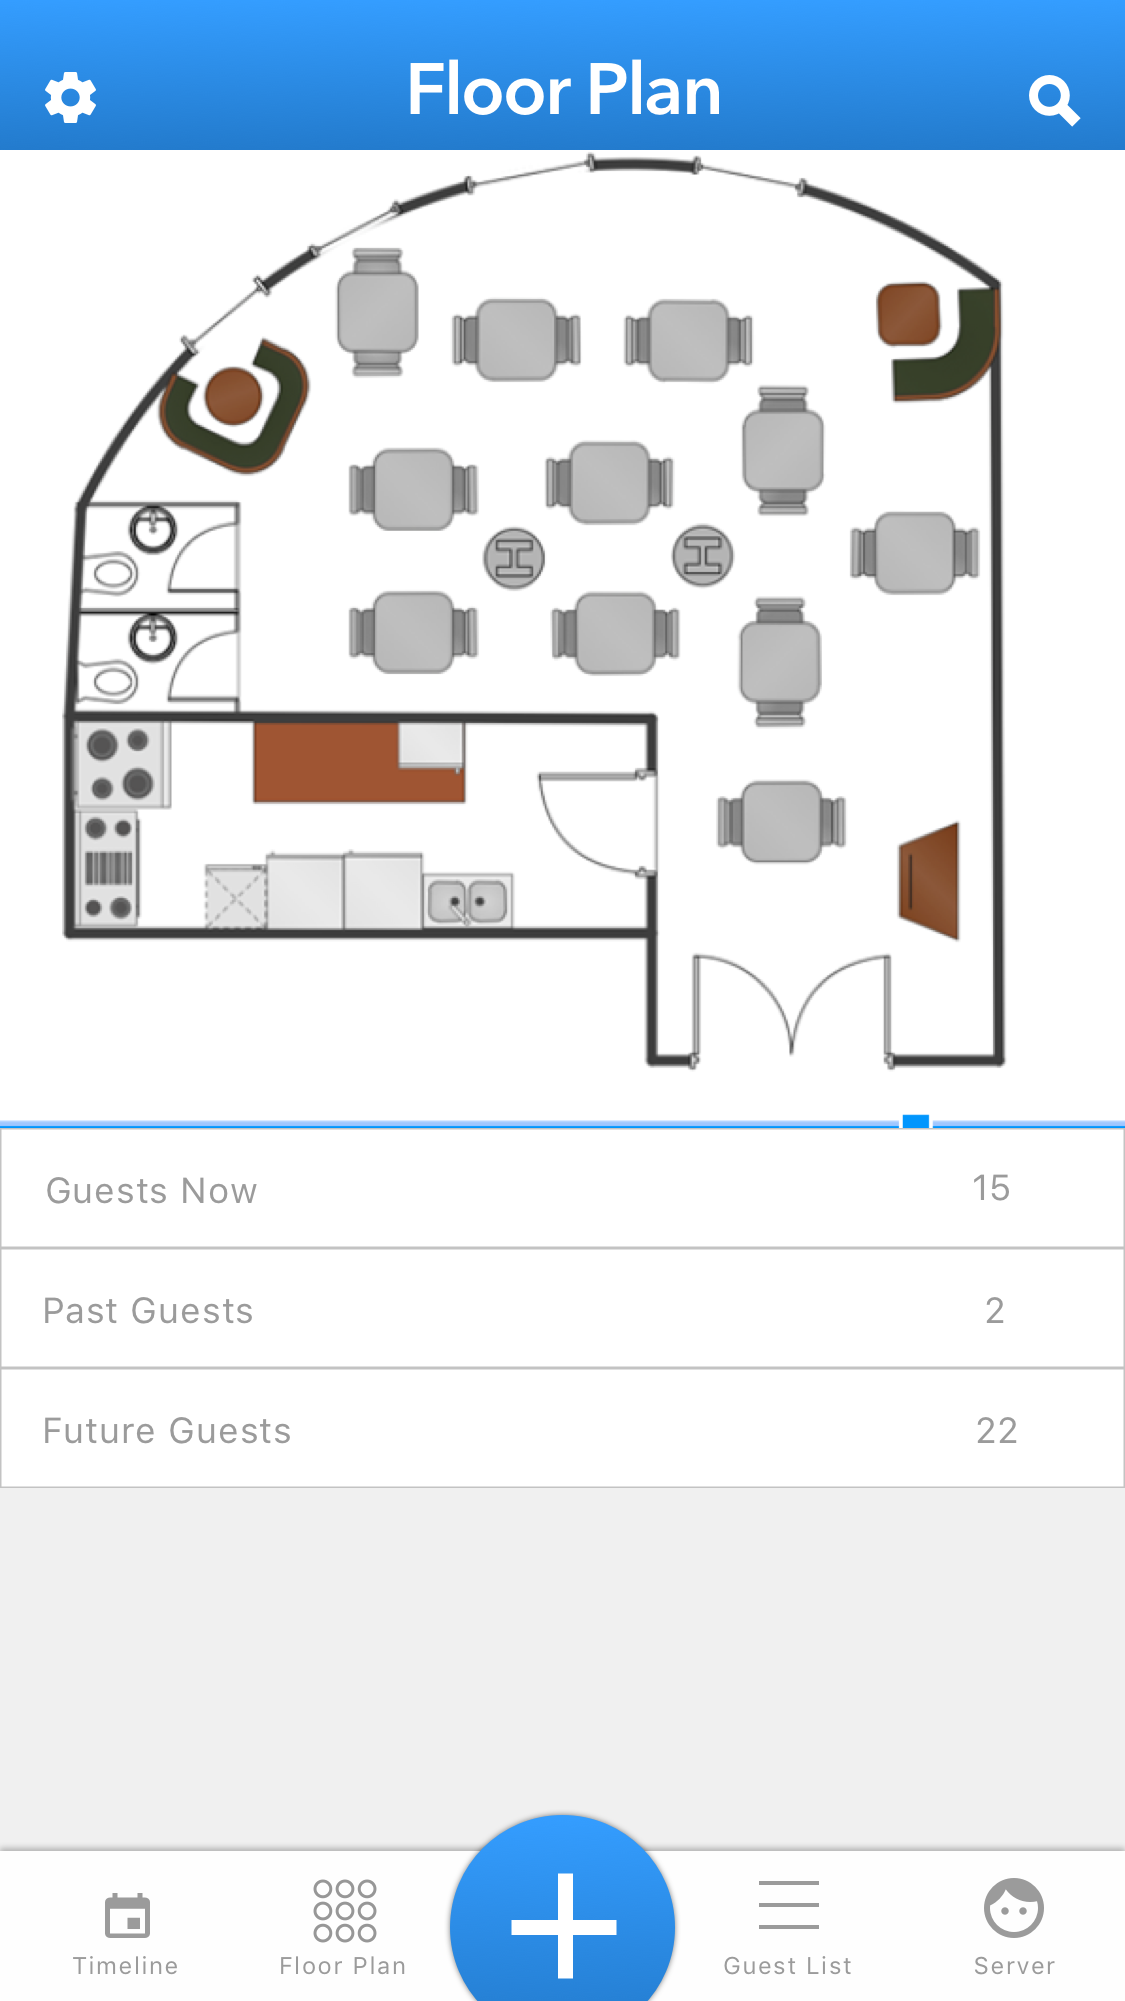 Floor Plan
Guests Now 15
Past Guests 2
Future Guests 22
Timeline Floor Plan Guest List Server